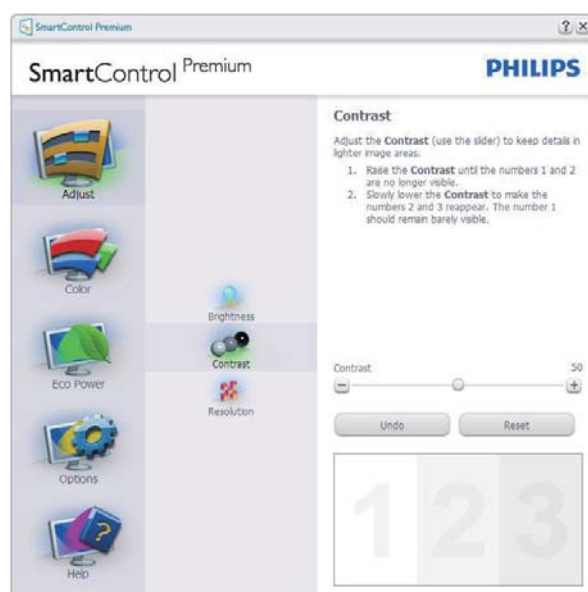 SmartControl Premium
? x
SmartControl Premium
PHILIPS
Adjust
Color
Eco Power
Options
Help
Brightness
Contrast
Resolution
Contrast
Adjust the Contrast (use the slider) to keep details in
lighter image areas.
1. Raise the Contrast until the numbers 1 and 2
are no longer visible.
2. Slowly lower the Contrast to make the
numbers 2 and 3 reappear. The number 1
should remain barely visible.
Contrast 50
Undo Reset
1 2 3